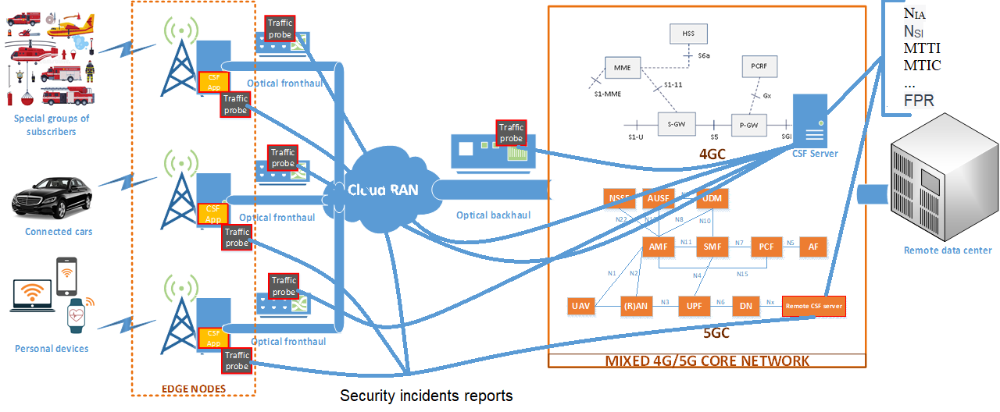 Special groups of
subscribers
Connected cars
Personal devices
CSF
App
Traffic
probe
Traffic
probe
Optical fronthaul
CSF
App
Traffic
probe
Traffic
probe
Optical fronthaul
CSF
App
Traffic
probe
Traffic
probe
Optical fronthaul
EDGE NODES
Cloud RAN
Traffic
probe
Optical backhaul
Security incidents reports
HSS
S6a
MME
PCRF
S1-MME
S1-11
Gx
S-GW
P-GW
S1-U
S5
SGi
4GC
CSF Server
NSSF
AUSF
UDM
N22
N8
N10
AMF
N11
SMF
N7
PCF
N5
AF
N1
N2
N4
N15
UAV
(R)AN
N3
UPF
N6
DN
Nx
Remote CSF server
5GC
MIXED 4G/5G CORE NETWORK
NIA
NSI
MTTI
MTIC
...
FPR
Remote data center